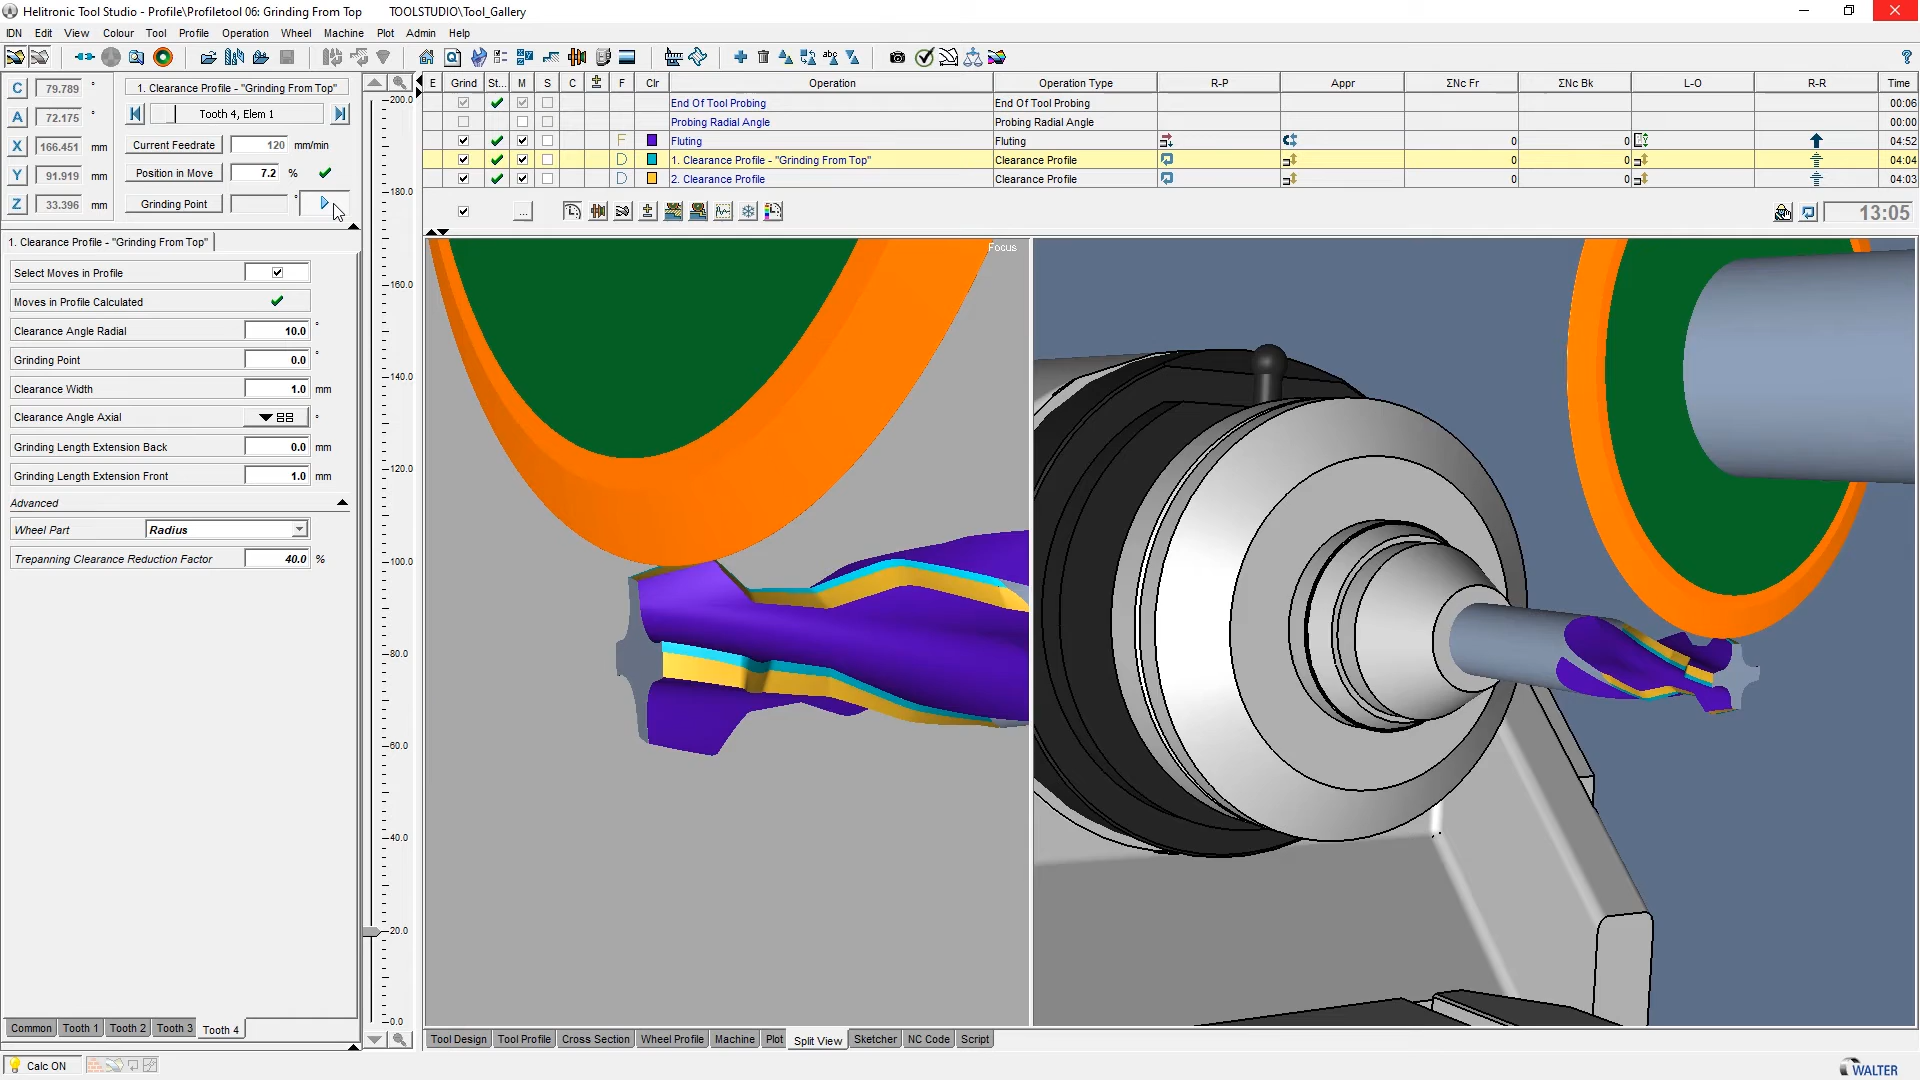 Helitronic Tool Studio - Profile\Profiletool 06: Grinding From Top TOOLSTUDIO\Tool_Gallery
IDN Edit View Colour Tool Profile Operation Wheel Machine Plot Admin Help
C 79.789 °
A 72.175 °
X 166.451 mm
Y 91.919 mm
Z 33.396 mm
1. Clearance Profile - "Grinding From Top"
Tooth 4, Elem 1
Current Feedrate 120 mm/min
Position in Move 7.2 %
Grinding Point °
1. Clearance Profile - "Grinding From Top"
Select Moves in Profile
Moves in Profile Calculated
Clearance Angle Radial 10.0 °
Grinding Point 0.0 °
Clearance Width 1.0 mm
Clearance Angle Axial °
Grinding Length Extension Back 0.0 mm
Grinding Length Extension Front 1.0 mm
Advanced
Wheel Part Radius
Trepanning Clearance Reduction Factor 40.0 %
Common Tooth 1 Tooth 2 Tooth 3 Tooth 4
Calc ON
200.0
180.0
160.0
140.0
120.0
100.0
80.0
60.0
40.0
20.0
0.0
E Grind St... M S C ± F Clr Operation Operation Type R-P Appr ΣNc Fr ΣNc Bk L-O R-R Time
End Of Tool Probing End Of Tool Probing 00:06
Probing Radial Angle Probing Radial Angle 00:00
F Fluting Fluting 0 0 04:52
D 1. Clearance Profile - "Grinding From Top" Clearance Profile 0 0 04:04
D 2. Clearance Profile Clearance Profile 0 0 04:03
... 13:05
Focus
Tool Design Tool Profile Cross Section Wheel Profile Machine Plot Split View Sketcher NC Code Script
WALTER